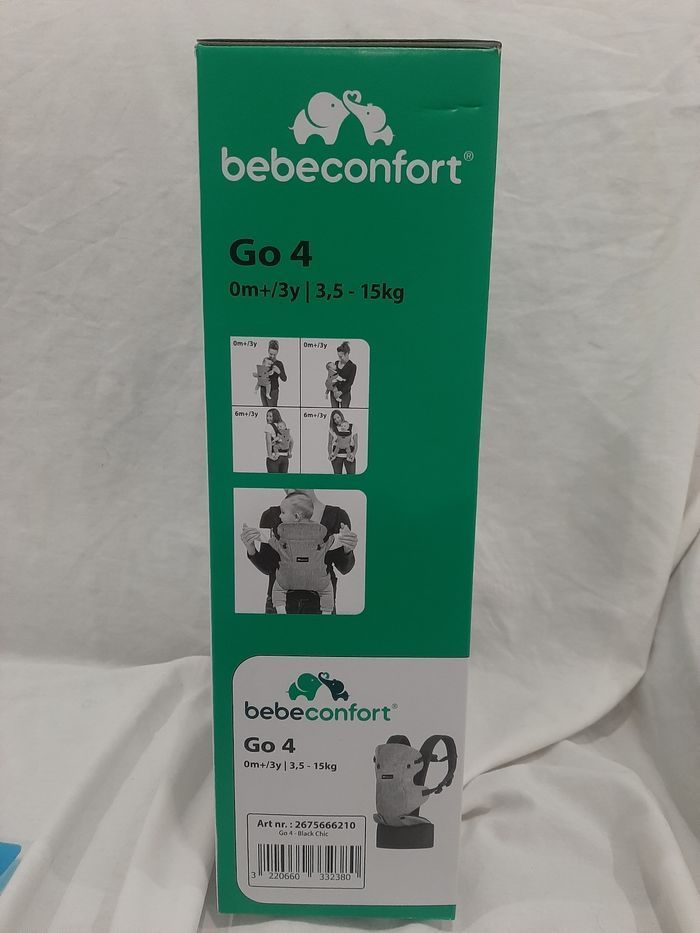 bebeconfort®
Go 4
0m+/3y | 3,5 - 15kg
0m+/3y
0m+/3y
6m+/3y
6m+/3y
bebeconfort®
Go 4
0m+/3y | 3,5 - 15kg
Art nr. : 2675666210
Go 4 - Black Chic
3 220660 332380